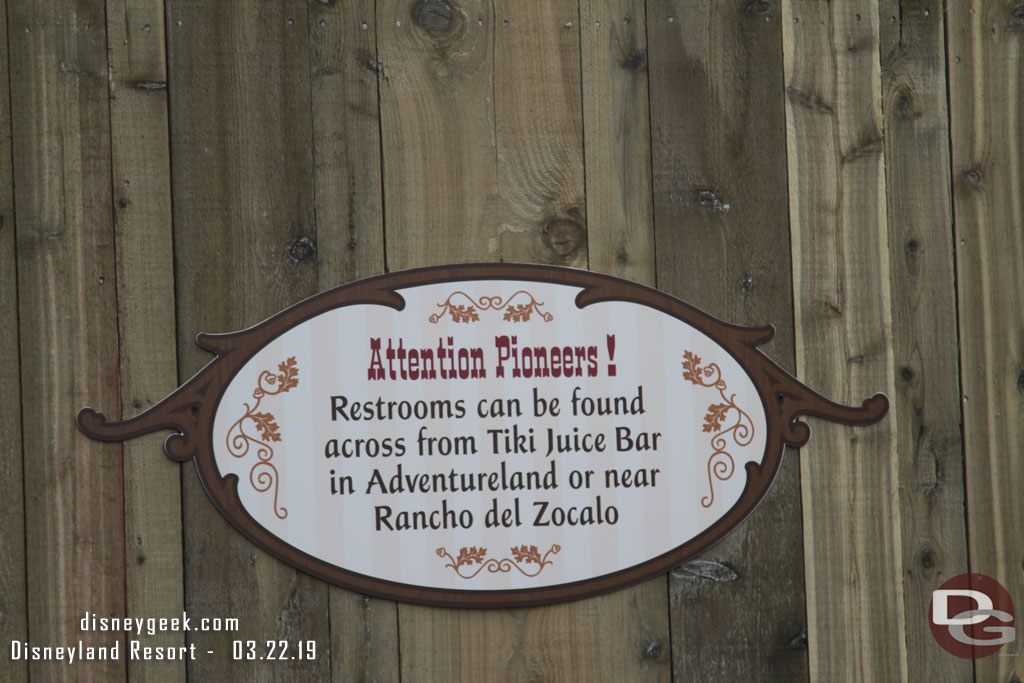 Attention Pioneers !
Restrooms can be found
across from Tiki Juice Bar
in Adventureland or near
Rancho del Zocalo
disneygeek.com
Disneyland Resort - 03.22.19
DG